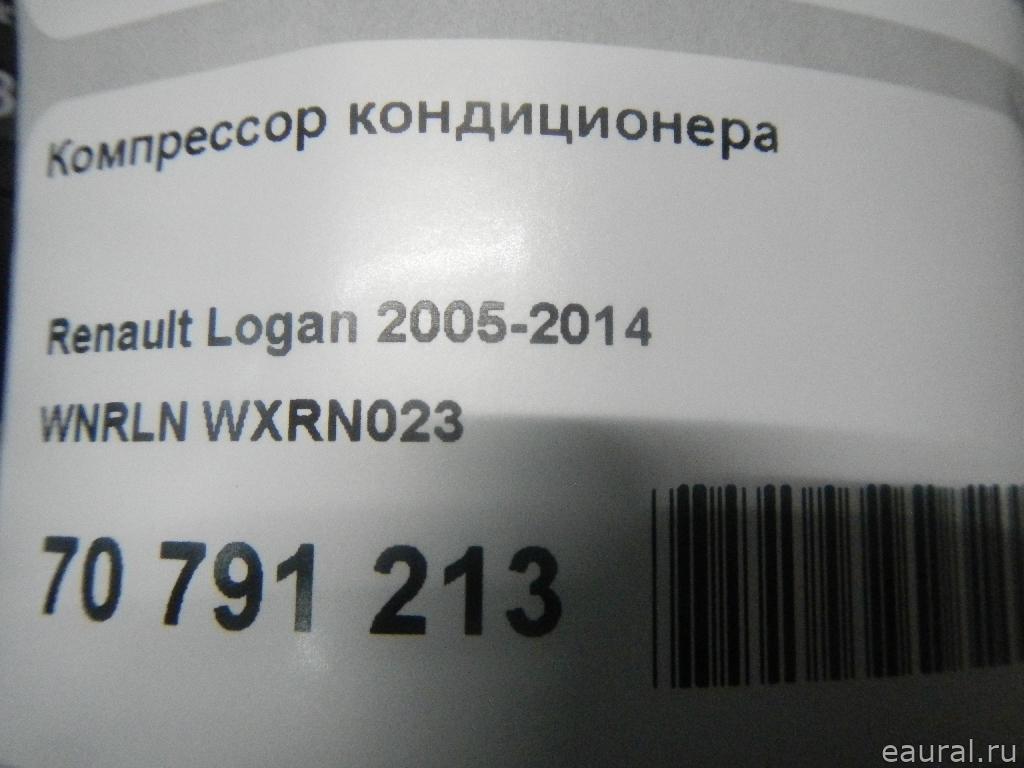 Компрессор кондиционера
Renault Logan 2005-2014
WNRLN WXRN023
70 791 213
eaural.ru